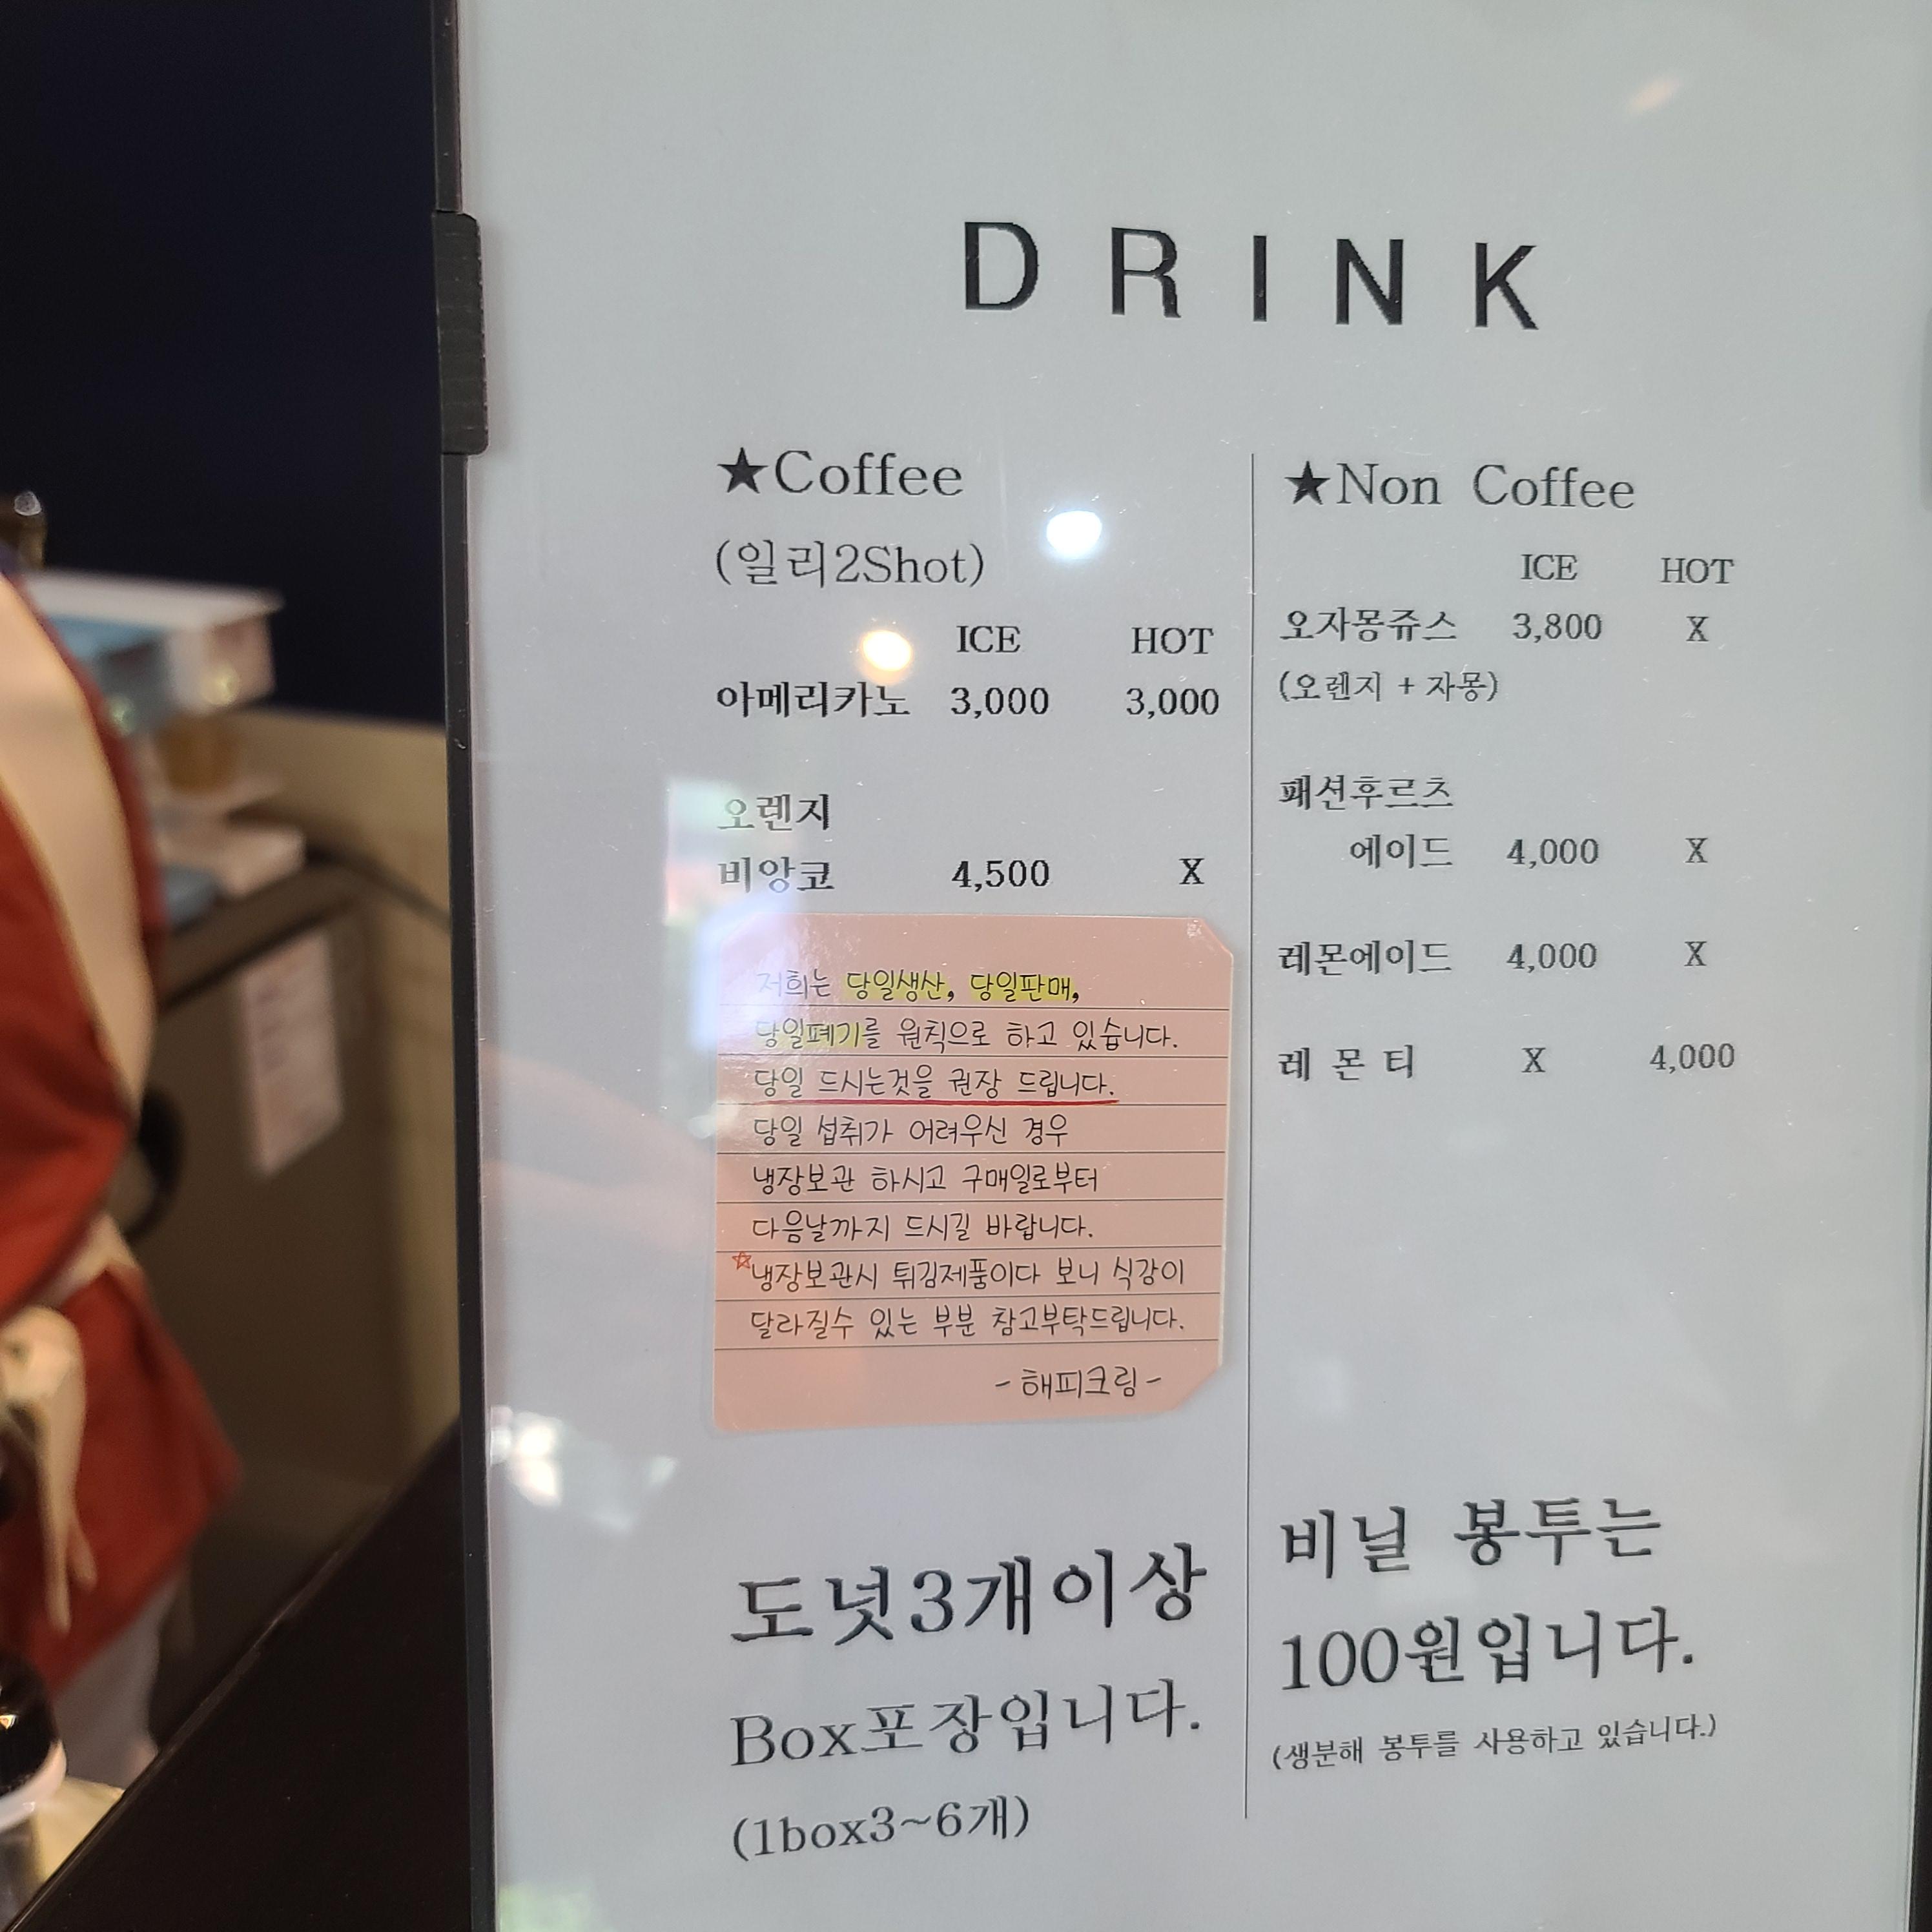 DRINK
★Coffee
(일리2Shot)
ICE HOT
아메리카노 3,000 3,000
오렌지
비앙코 4,500 X
저희는 당일생산, 당일판매,
당일폐기를 원칙으로 하고 있습니다.
당일 드시는것을 권장 드립니다.
당일 섭취가 어려우신 경우
냉장보관 하시고 구매일로부터
다음날까지 드시길 바랍니다.
☆냉장보관시 튀김제품이다 보니 식감이
달라질수 있는 부분 참고부탁드립니다.
- 해피크림 -
도넛3개이상
Box포장입니다.
(1box3~6개)
★Non Coffee
ICE HOT
오자몽쥬스 3,800 X
(오렌지 + 자몽)
패션후르츠
에이드 4,000 X
레몬에이드 4,000 X
레 몬 티 X 4,000
비닐 봉투는
100원입니다.
(생분해 봉투를 사용하고 있습니다.)